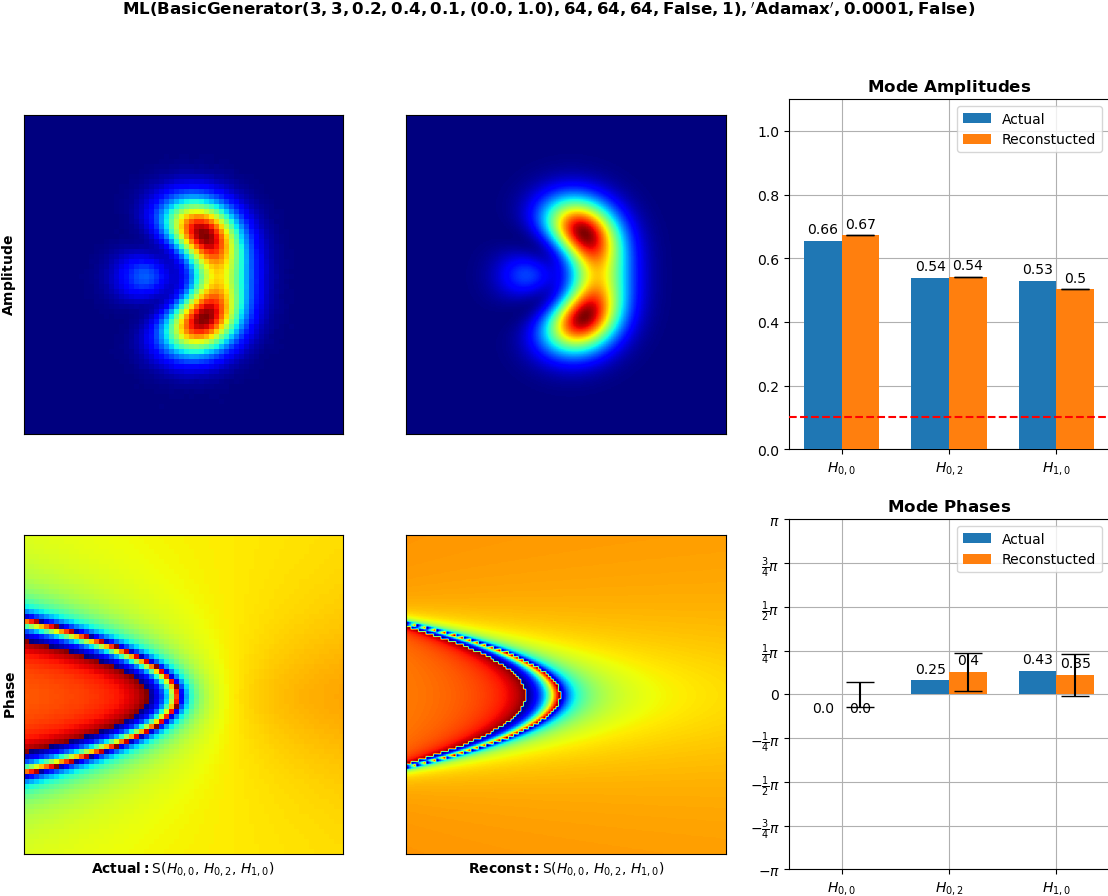 ML(BasicGenerator(3, 3, 0.2, 0.4, 0.1, (0.0, 1.0), 64, 64, 64, False, 1), ′Adamax′, 0.0001, False)
Amplitude
Mode Amplitudes
Actual
Reconstucted
1.0
0.8
0.6
0.4
0.2
0.0
0.66
0.67
0.54
0.54
0.53
0.5
H0,0
H0,2
H1,0
Phase
Actual: S(H0,0, H0,2, H1,0)
Reconst: S(H0,0, H0,2, H1,0)
Mode Phases
Actual
Reconstucted
π
3/4π
1/2π
1/4π
0
−1/4π
−1/2π
−3/4π
−π
0.0
0.0
0.25
0.4
0.43
0.35
H0,0
H0,2
H1,0